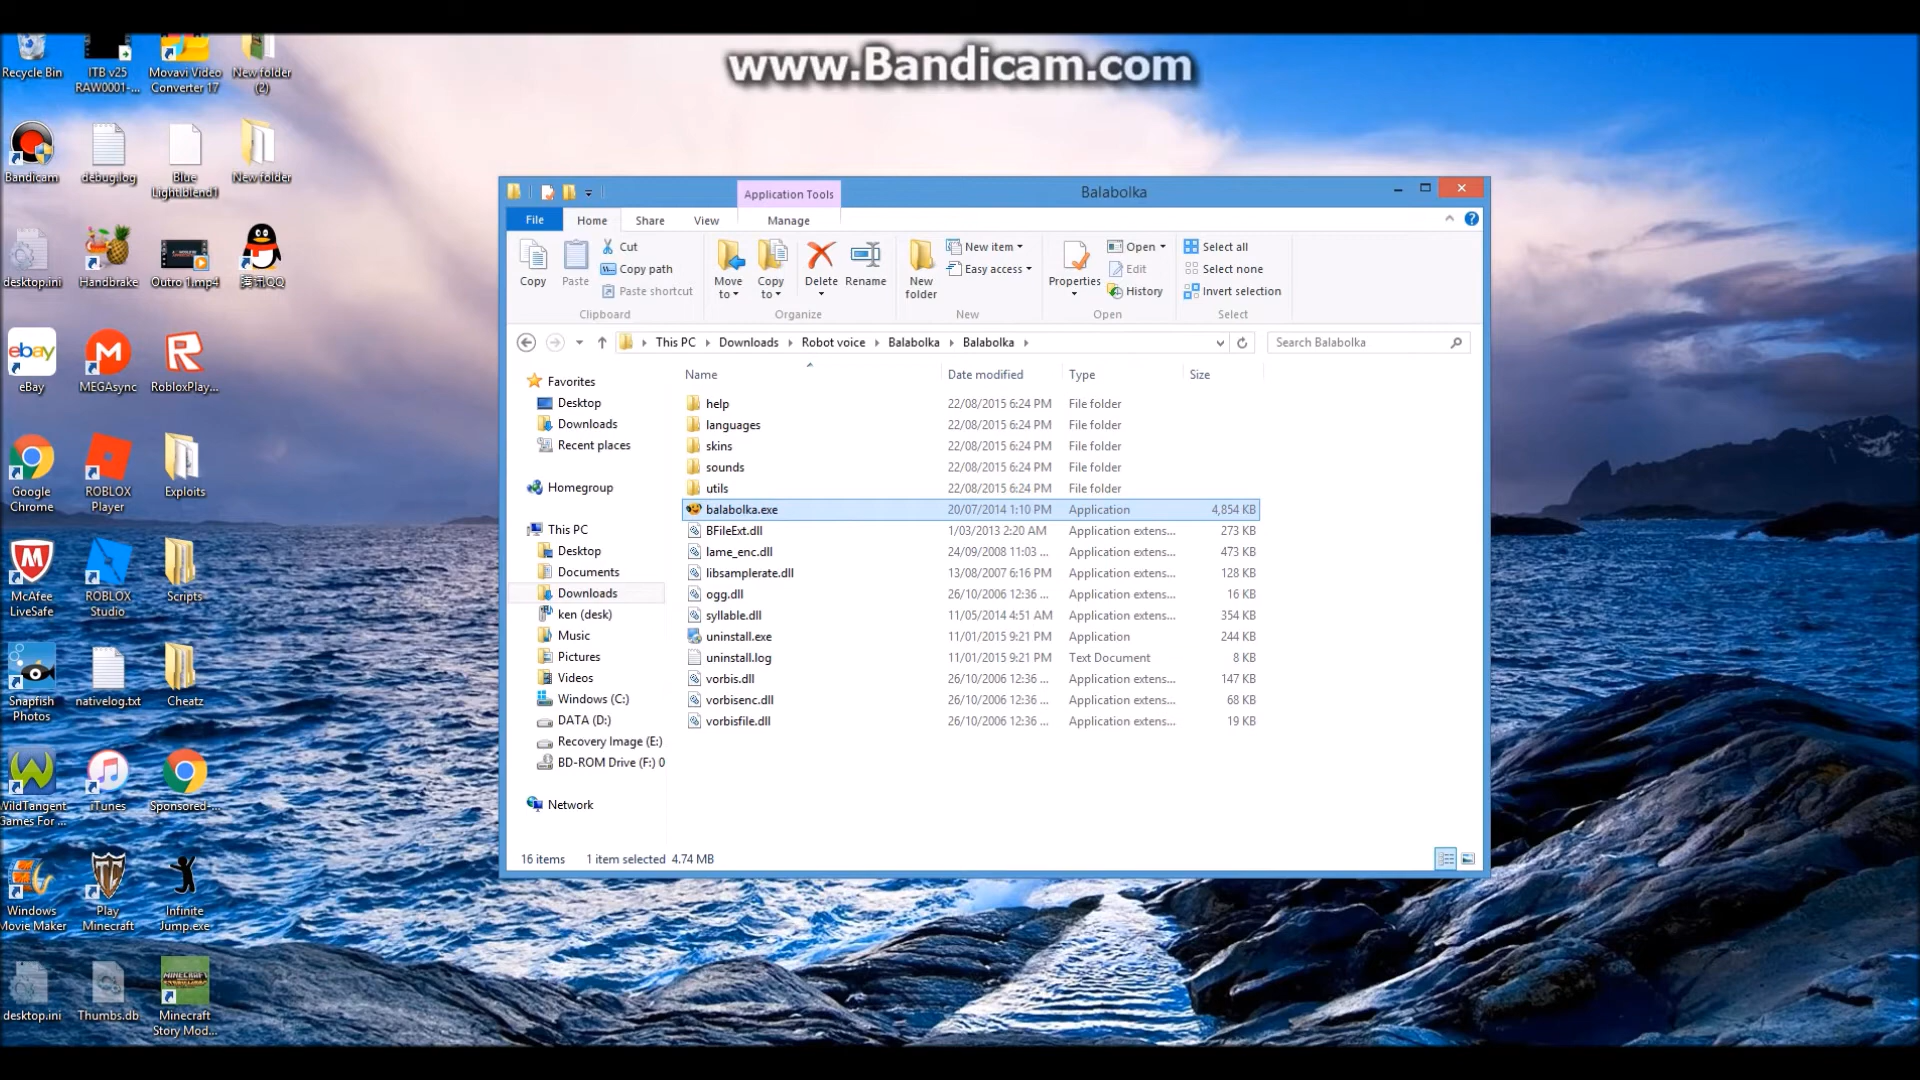 www.Bandicam.com
Recycle Bin
ITB v25
RAW0001-...
Movavi Video
Converter 17
New folder
(2)
Bandicam
debug.log
Blue
Lightblend1
New folder
desktop.ini
Handbrake
Outro 1.mp4
腾讯QQ
eBay
MEGAsync
RobloxPlay...
Google
Chrome
ROBLOX
Player
Exploits
McAfee
LiveSafe
ROBLOX
Studio
Scripts
Snapfish
Photos
nativelog.txt
Cheatz
WildTangent
Games For ...
iTunes
Sponsored-...
Windows
Movie Maker
Play
Minecraft
Infinite
Jump.exe
desktop.ini
Thumbs.db
Minecraft
Story Mod...
Application Tools
Balabolka
File
Home
Share
View
Manage
Copy
Paste
Cut
Copy path
Paste shortcut
Clipboard
Move
to
Copy
to
Delete
Rename
Organize
New
folder
New item
Easy access
New
Properties
Open
Edit
History
Open
Select all
Select none
Invert selection
Select
This PC
Downloads
Robot voice
Balabolka
Balabolka
Search Balabolka
Favorites
Desktop
Downloads
Recent places
Homegroup
This PC
Desktop
Documents
Downloads
ken (desk)
Music
Pictures
Videos
Windows (C:)
DATA (D:)
Recovery Image (E:)
BD-ROM Drive (F:) 0
Network
Name Date modified Type Size
help 22/08/2015 6:24 PM File folder
languages 22/08/2015 6:24 PM File folder
skins 22/08/2015 6:24 PM File folder
sounds 22/08/2015 6:24 PM File folder
utils 22/08/2015 6:24 PM File folder
balabolka.exe 20/07/2014 1:10 PM Application 4,854 KB
BFileExt.dll 1/03/2013 2:20 AM Application extens... 273 KB
lame_enc.dll 24/09/2008 11:03 ... Application extens... 473 KB
libsamplerate.dll 13/08/2007 6:16 PM Application extens... 128 KB
ogg.dll 26/10/2006 12:36 ... Application extens... 16 KB
syllable.dll 11/05/2014 4:51 AM Application extens... 354 KB
uninstall.exe 11/01/2015 9:21 PM Application 244 KB
uninstall.log 11/01/2015 9:21 PM Text Document 8 KB
vorbis.dll 26/10/2006 12:36 ... Application extens... 147 KB
vorbisenc.dll 26/10/2006 12:36 ... Application extens... 68 KB
vorbisfile.dll 26/10/2006 12:36 ... Application extens... 19 KB
16 items 1 item selected 4.74 MB